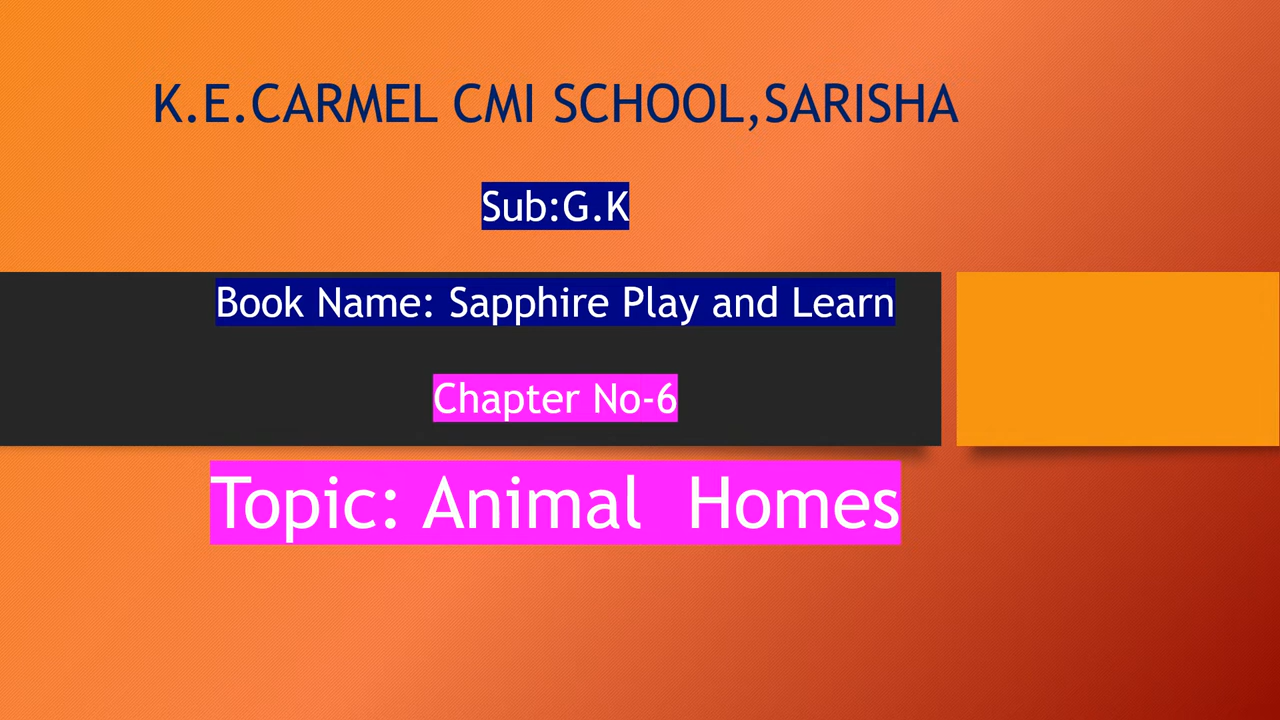 K.E.CARMEL CMI SCHOOL,SARISHA
Sub:G.K
Book Name: Sapphire Play and Learn
Chapter No-6
Topic: Animal  Homes